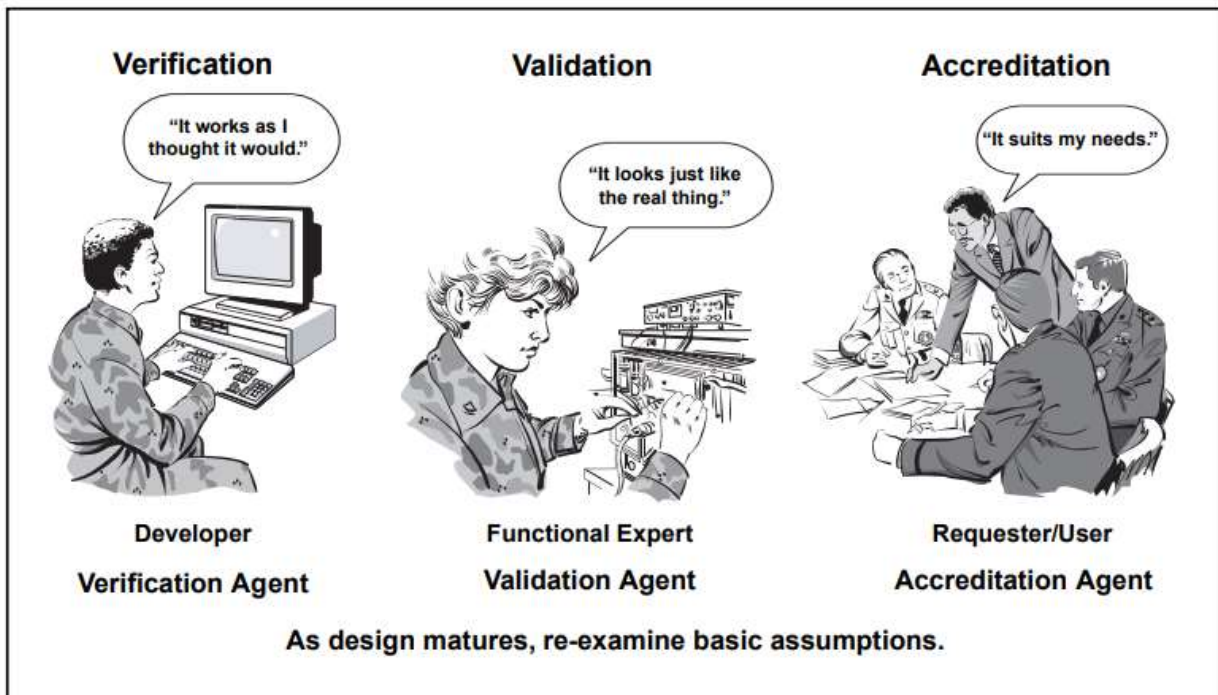 Verification
Validation
Accreditation
“It works as I
thought it would.”
“It looks just like
the real thing.”
“It suits my needs.”
Developer
Functional Expert
Requester/User
Verification Agent
Validation Agent
Accreditation Agent
As design matures, re-examine basic assumptions.